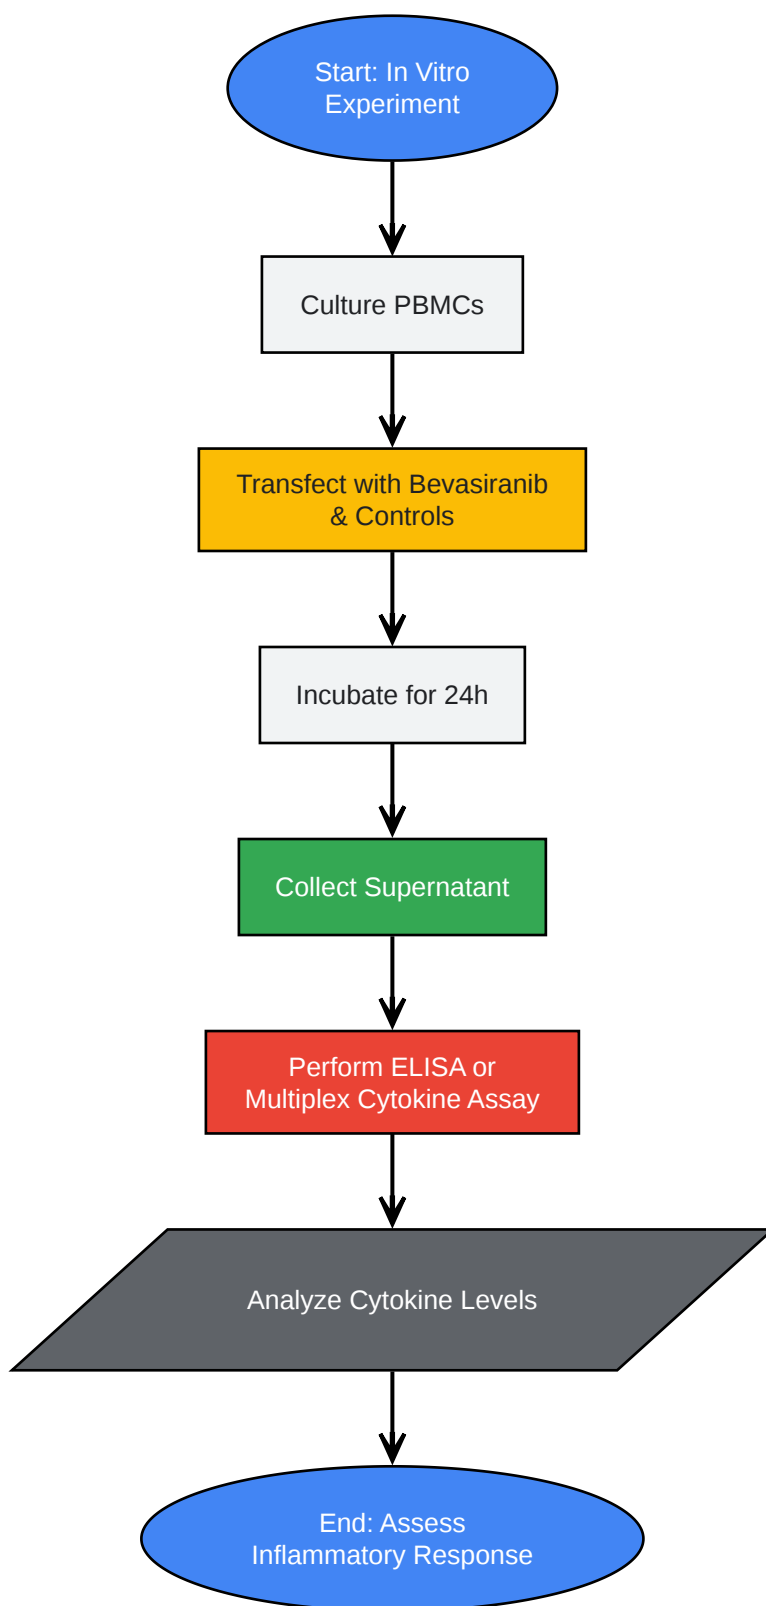 Start: In Vitro
Experiment
Culture PBMCs
Transfect with Bevasiranib
& Controls
Incubate for 24h
Collect Supernatant
Perform ELISA or
Multiplex Cytokine Assay
Analyze Cytokine Levels
End: Assess
Inflammatory Response